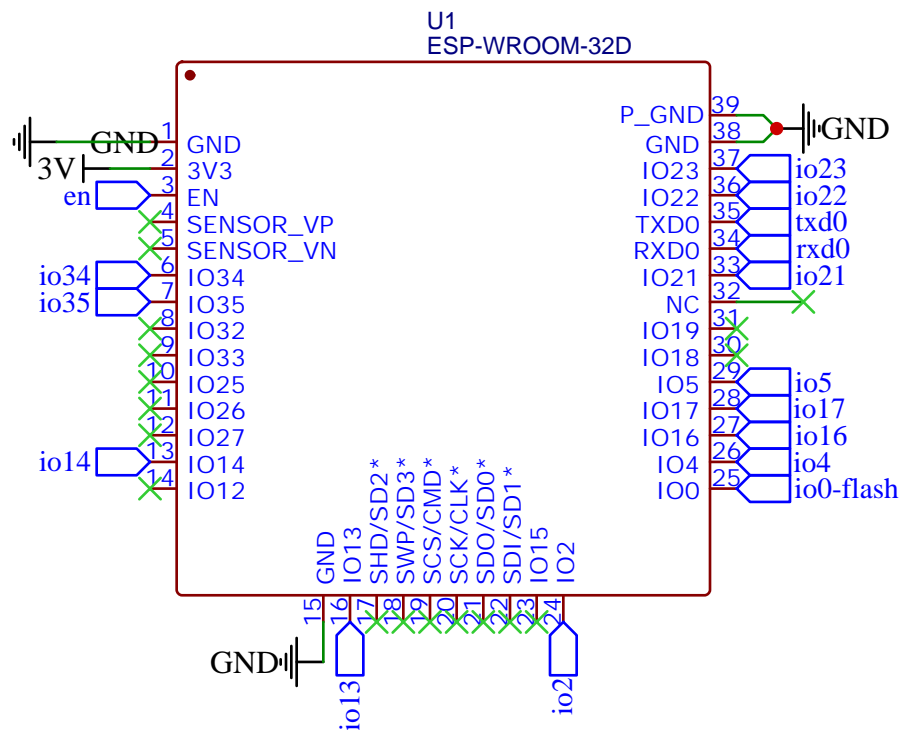 U1
ESP-WROOM-32D
GND 1 GND
3V 2 3V3
en 3 EN
4 SENSOR_VP
5 SENSOR_VN
io34 6 IO34
io35 7 IO35
8 IO32
9 IO33
10 IO25
11 IO26
12 IO27
io14 13 IO14
14 IO12
P_GND 39
GND 38 GND
IO23 37 io23
IO22 36 io22
TXD0 35 txd0
RXD0 34 rxd0
IO21 33 io21
NC 32
IO19 31
IO18 30
IO5 29 io5
IO17 28 io17
IO16 27 io16
IO4 26 io4
IO0 25 io0-flash
GND 15 GND
IO13 16 io13
SHD/SD2* 17
SWP/SD3* 18
SCS/CMD* 19
SCK/CLK* 20
SDO/SD0* 21
SDI/SD1* 22
IO15 23
IO2 24 io2